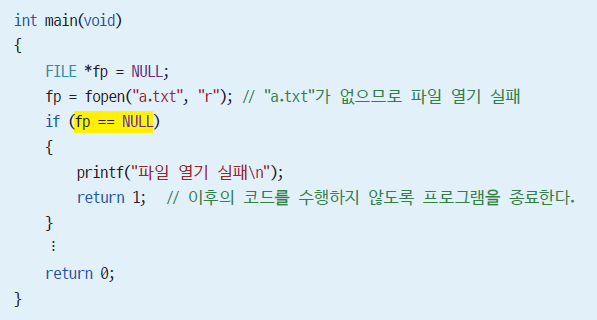 int main(void)
{
FILE *fp = NULL;
fp = fopen("a.txt", "r"); // "a.txt"가 없으므로 파일 열기 실패
if (fp == NULL)
{
printf("파일 열기 실패\n");
return 1; // 이후의 코드를 수행하지 않도록 프로그램을 종료한다.
}
⋮
return 0;
}